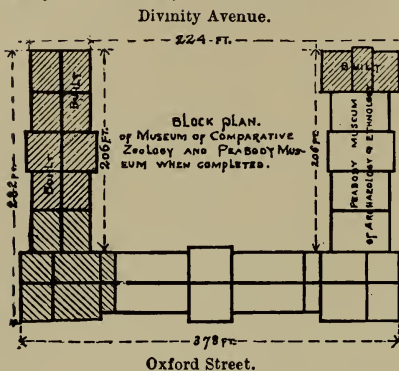 Divinity Avenue.
224 FT.
BUILT
BUILT
BUILT
BLOCK PLAN.
OF MUSEUM OF COMPARATIVE
ZOOLOGY AND PEABODY MUS-
EUM WHEN COMPLETED.
282 FT.
206 FT.
206 FT.
PEABODY MUSEUM
OF ARCHAEOLOGY & ETHNOLOGY
378 FT.
Oxford Street.